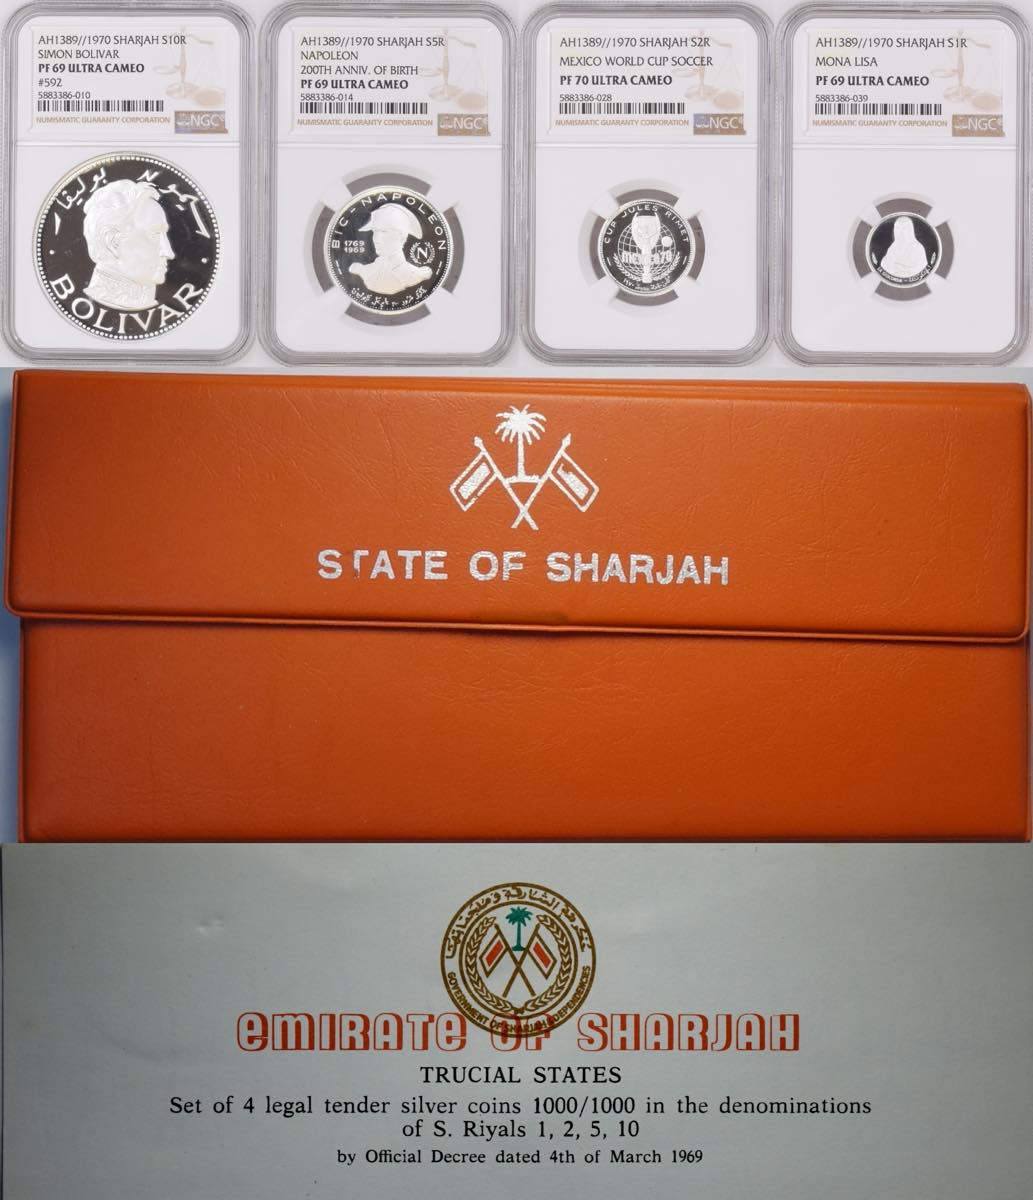 AH1389//1970 SHARJAH S10R
SIMON BOLIVAR
PF 69 ULTRA CAMEO
#592
5883386-010
NUMISMATIC GUARANTY CORPORATION
NGC
BOLIVAR
AH1389//1970 SHARJAH S5R
NAPOLEON
200TH ANNIV. OF BIRTH
PF 69 ULTRA CAMEO
5883386-014
NUMISMATIC GUARANTY CORPORATION
NGC
BIC-NAPOLEON
1769
1969
N
AH1389//1970 SHARJAH S2R
MEXICO WORLD CUP SOCCER
PF 70 ULTRA CAMEO
5883386-028
NUMISMATIC GUARANTY CORPORATION
NGC
CUP JULES RIMET
MEXICO 70
AH1389//1970 SHARJAH S1R
MONA LISA
PF 69 ULTRA CAMEO
5883386-039
NUMISMATIC GUARANTY CORPORATION
NGC
STATE OF SHARJAH
GOVERNMENT OF SHARJAH & DEPENDENCIES
EMIRATE OF SHARJAH
TRUCIAL STATES
Set of 4 legal tender silver coins 1000/1000 in the denominations
of S. Riyals 1, 2, 5, 10
by Official Decree dated 4th of March 1969